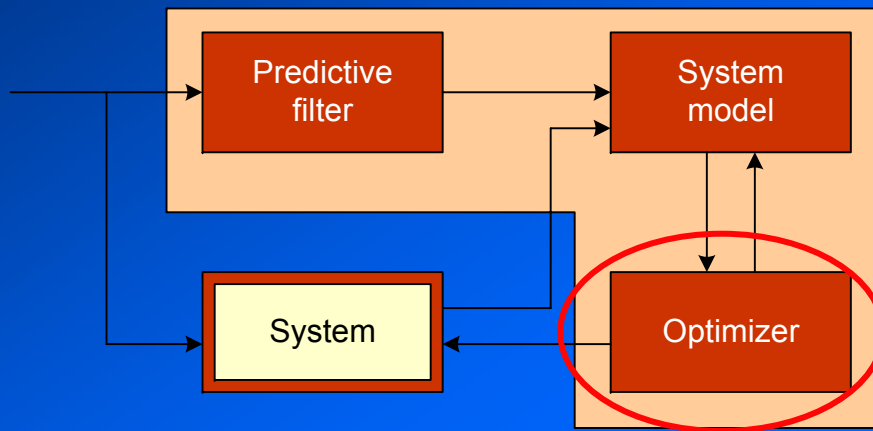 Predictive
filter
System
model
System
Optimizer